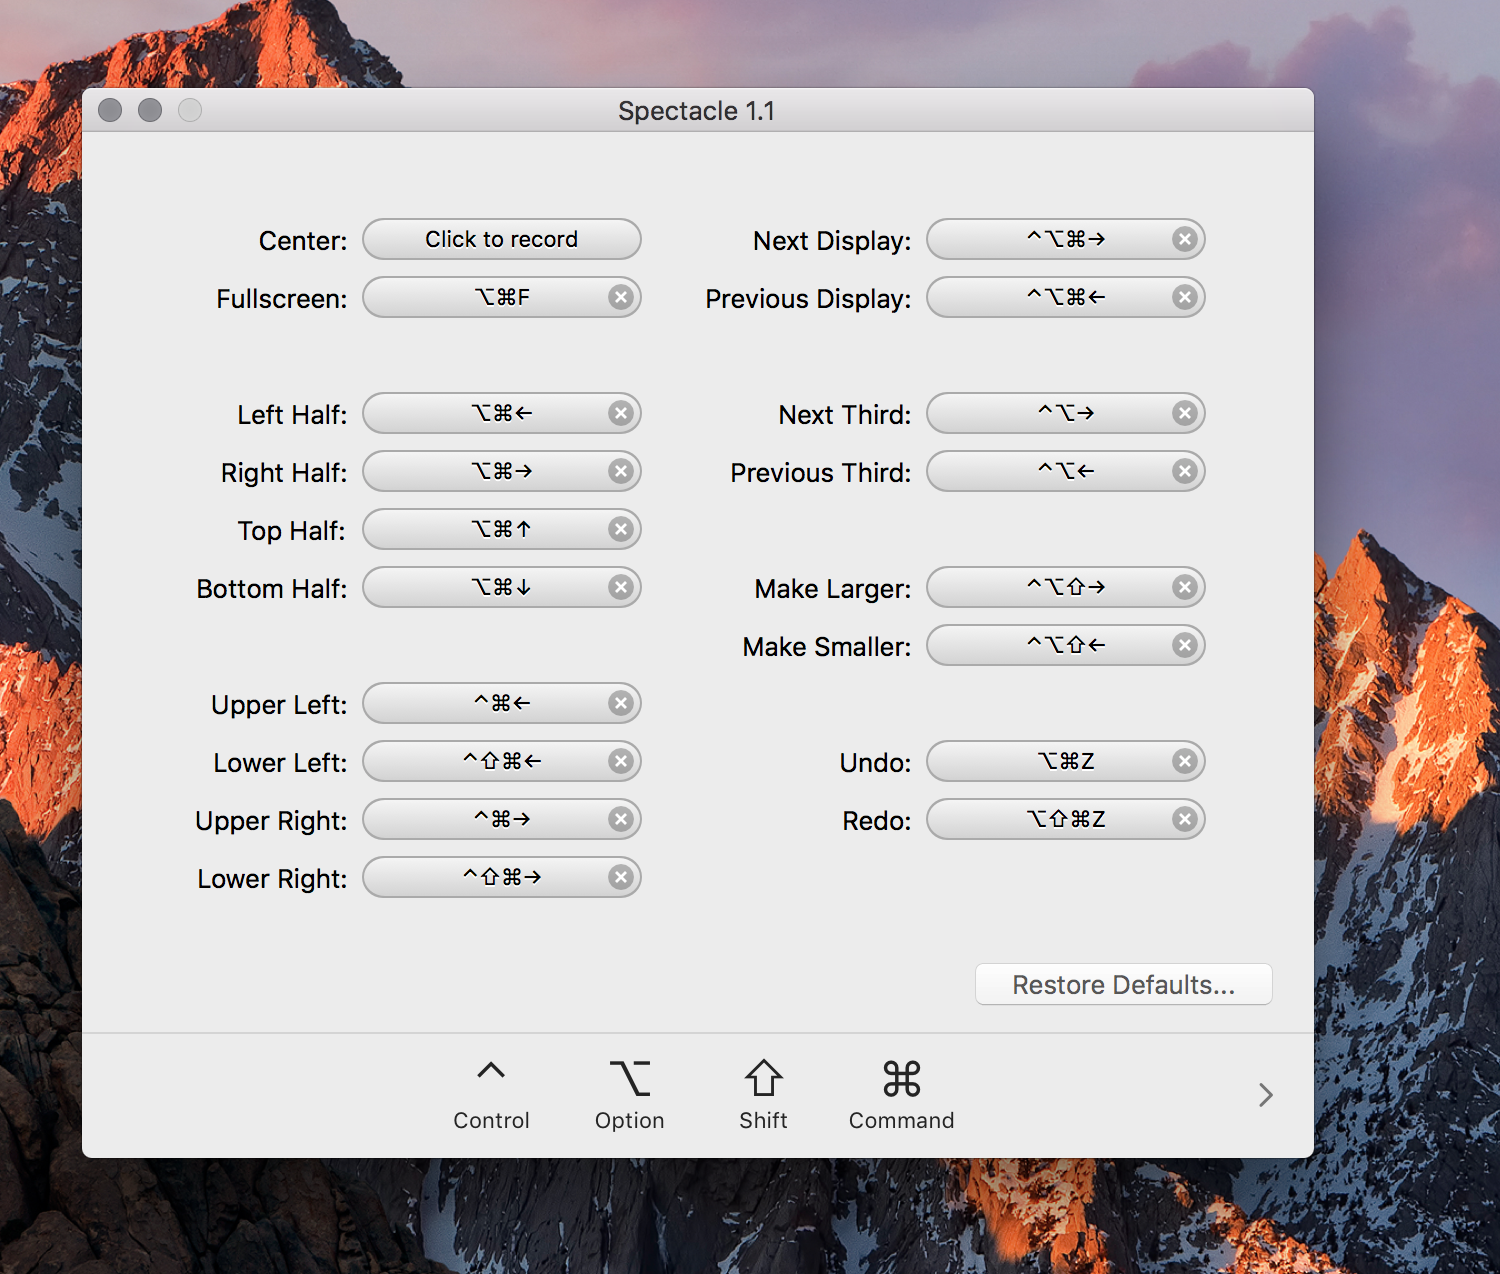 Spectacle 1.1
Center: Click to record
Fullscreen: ⌥⌘F
Left Half: ⌥⌘←
Right Half: ⌥⌘→
Top Half: ⌥⌘↑
Bottom Half: ⌥⌘↓
Upper Left: ^⌘←
Lower Left: ^⇧⌘←
Upper Right: ^⌘→
Lower Right: ^⇧⌘→
Next Display: ^⌥⌘→
Previous Display: ^⌥⌘←
Next Third: ^⌥→
Previous Third: ^⌥←
Make Larger: ^⌥⇧→
Make Smaller: ^⌥⇧←
Undo: ⌥⌘Z
Redo: ⌥⇧⌘Z
Restore Defaults...
^ ⌥ ⇧ ⌘
Control Option Shift Command